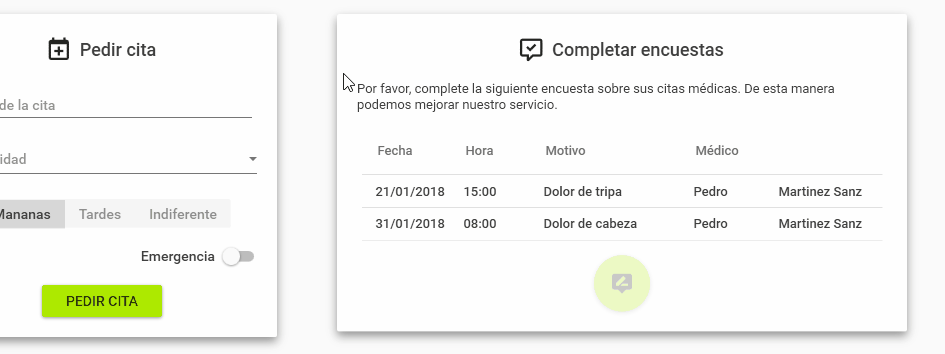 Pedir cita
de la cita
idad
Mananas Tardes Indiferente
Emergencia
PEDIR CITA
Completar encuestas
Por favor, complete la siguiente encuesta sobre sus citas médicas. De esta manera
podemos mejorar nuestro servicio.
Fecha Hora Motivo Médico
21/01/2018 15:00 Dolor de tripa Pedro Martinez Sanz
31/01/2018 08:00 Dolor de cabeza Pedro Martinez Sanz